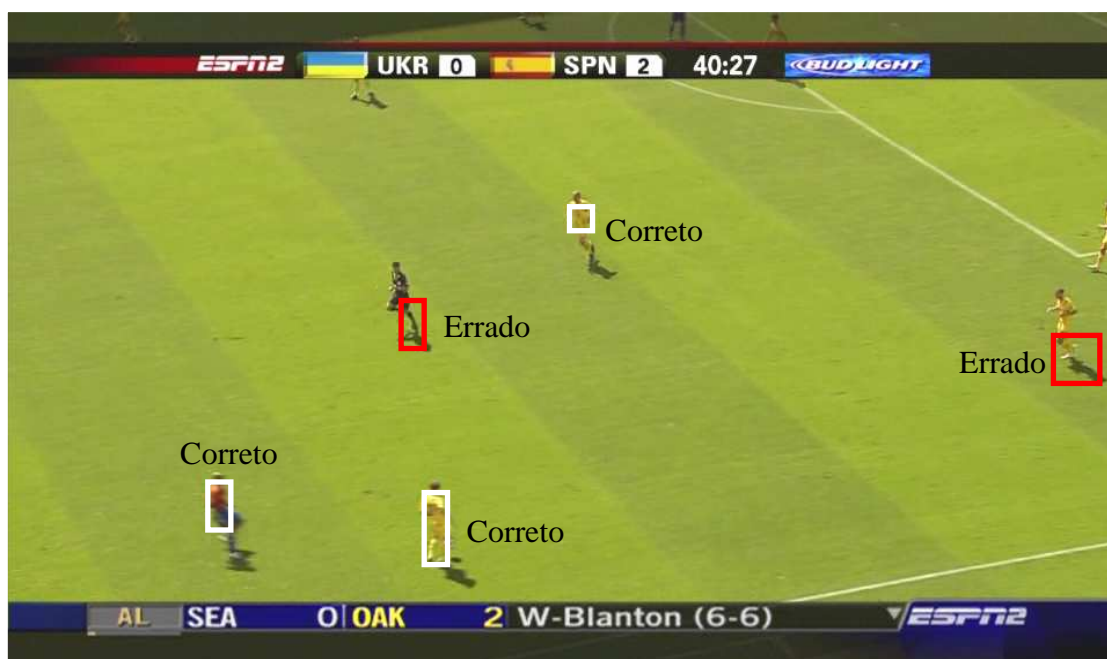 ESPN2 UKR 0 SPN 2 40:27 BUD LIGHT
Correto
Errado
Errado
Correto
Correto
AL SEA 0 OAK 2 W-Blanton (6-6) ESPN2